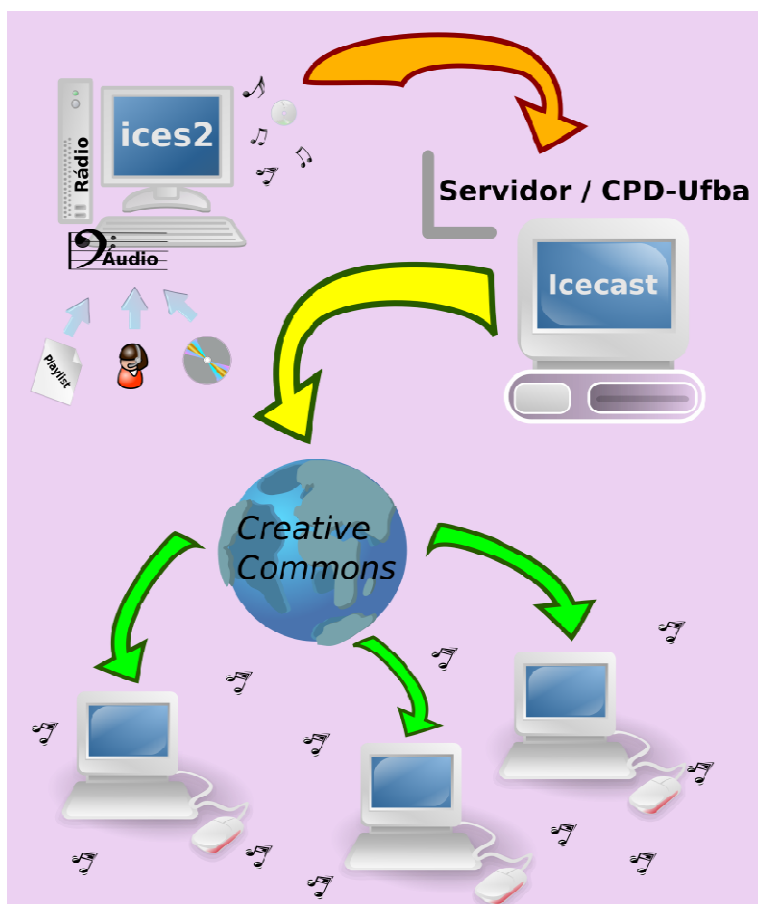 ices2
Rádio
Servidor / CPD-Ufba
Áudio
Icecast
Playlist
Creative
Commons